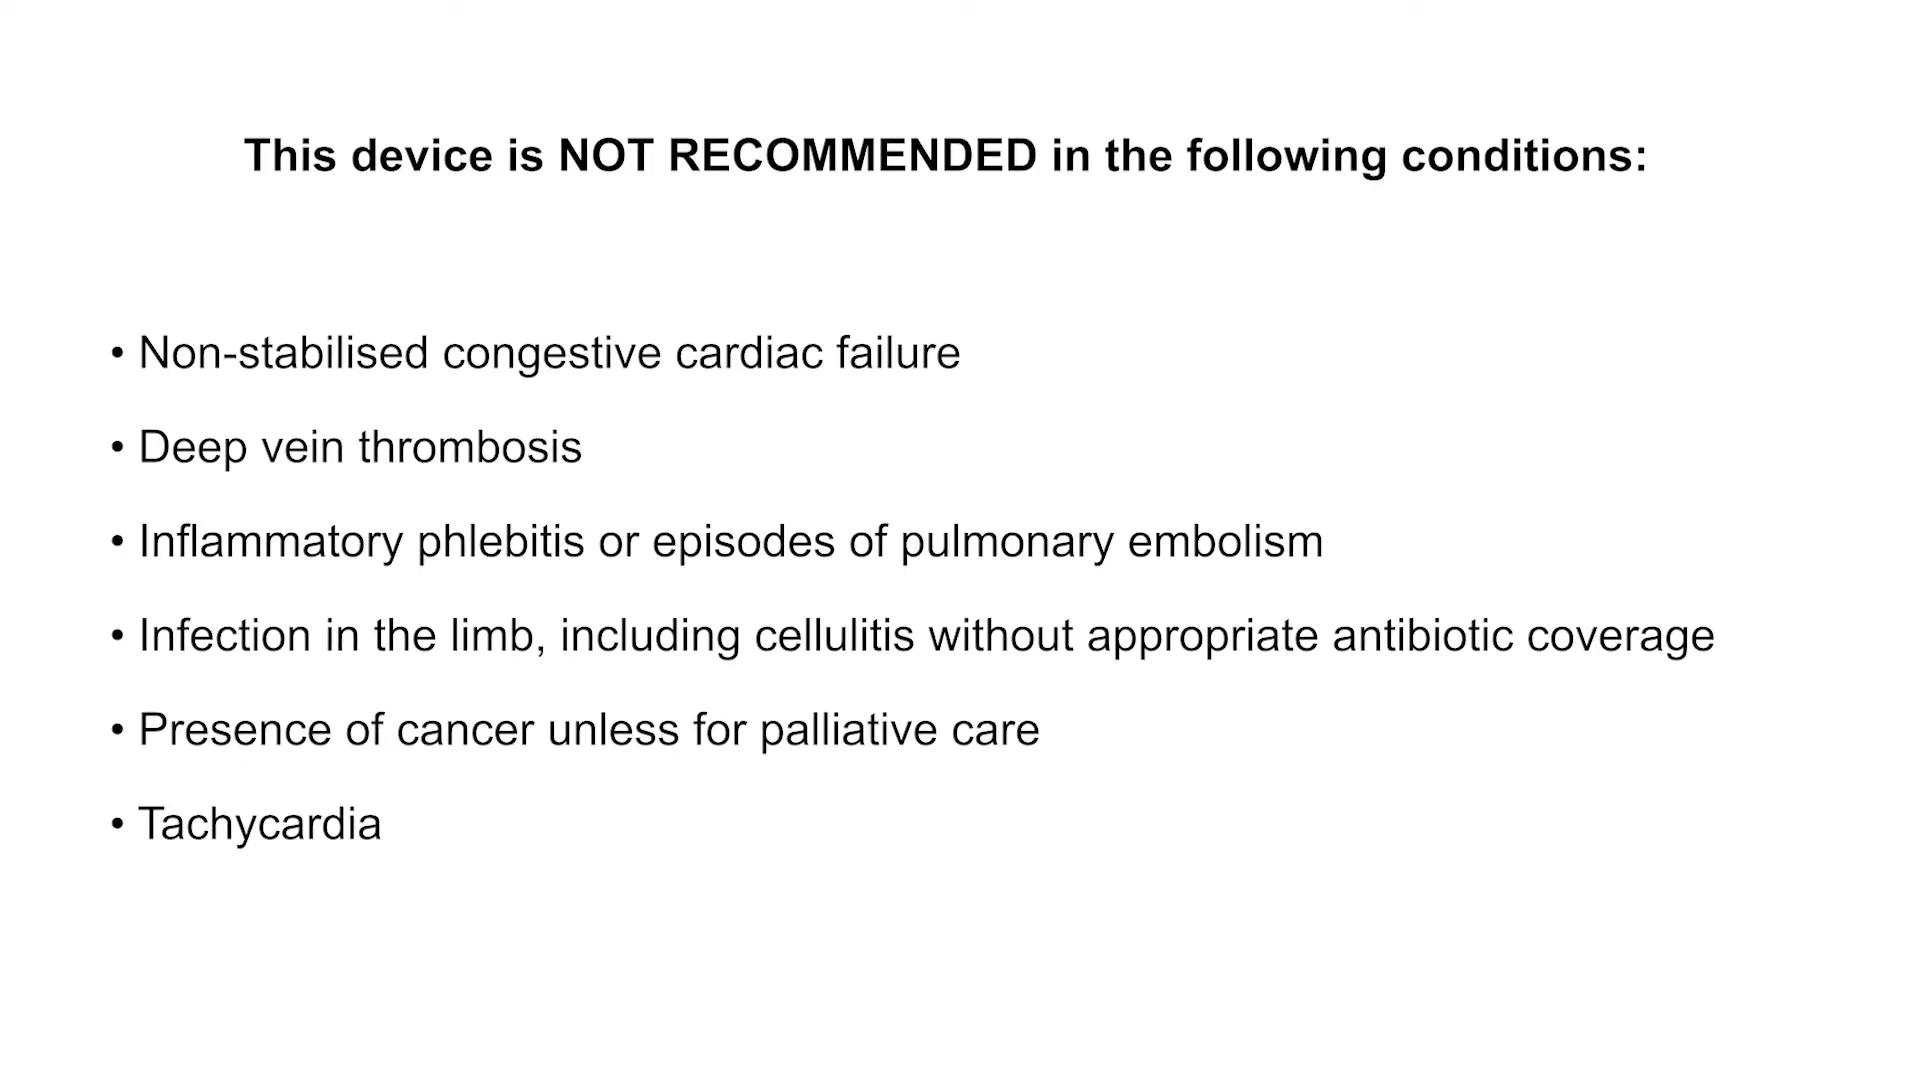 This device is NOT RECOMMENDED in the following conditions:
• Non-stabilised congestive cardiac failure
• Deep vein thrombosis
• Inflammatory phlebitis or episodes of pulmonary embolism
• Infection in the limb, including cellulitis without appropriate antibiotic coverage
• Presence of cancer unless for palliative care
• Tachycardia